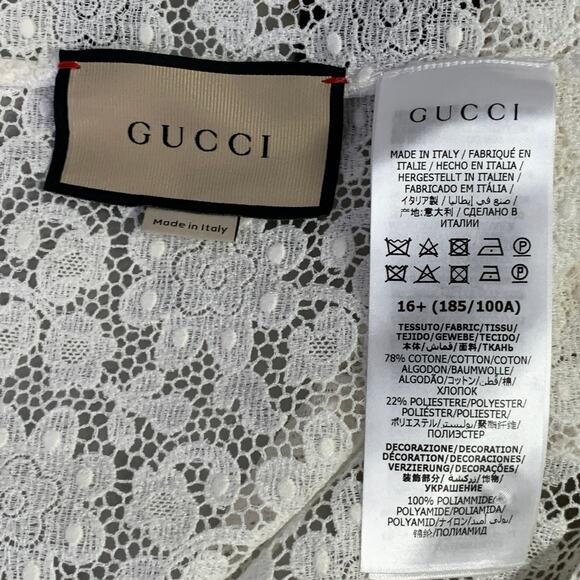 GUCCI
Made in Italy
GUCCI
MADE IN ITALY / FABRIQUÉ EN
ITALIE / HECHO EN ITALIA /
HERGESTELLT IN ITALIEN /
FABRICADO EM ITÁLIA /
イタリア製 / صنع في إيطاليا /
产地:意大利 / СДЕЛАНО В
ИТАЛИИ
16+ (185/100A)
TESSUTO/FABRIC/TISSU/
TEJIDO/GEWEBE/TECIDO/
本体/قماش/面料/ТКАНЬ
78% COTONE/COTTON/COTON/
ALGODON/BAUMWOLLE/
ALGODÃO/コットン/قطن/棉/
ХЛОПОК
22% POLIESTERE/POLYESTER/
POLIÉSTER/POLYESTER/
ポリエステル/بوليستر/聚酯纤维/
ПОЛИЭСТЕР
DECORAZIONE/DECORATION/
DÉCORATION/DECORACIONES/
VERZIERUNG/DECORAÇÕES/
装飾部分/زركشة/装饰物/
УКРАШЕНИЕ
100% POLIAMMIDE/
POLYAMIDE/POLIAMIDA/
POLYAMID/ナイロン/بولي أميد/
锦纶/ПОЛИАМИД